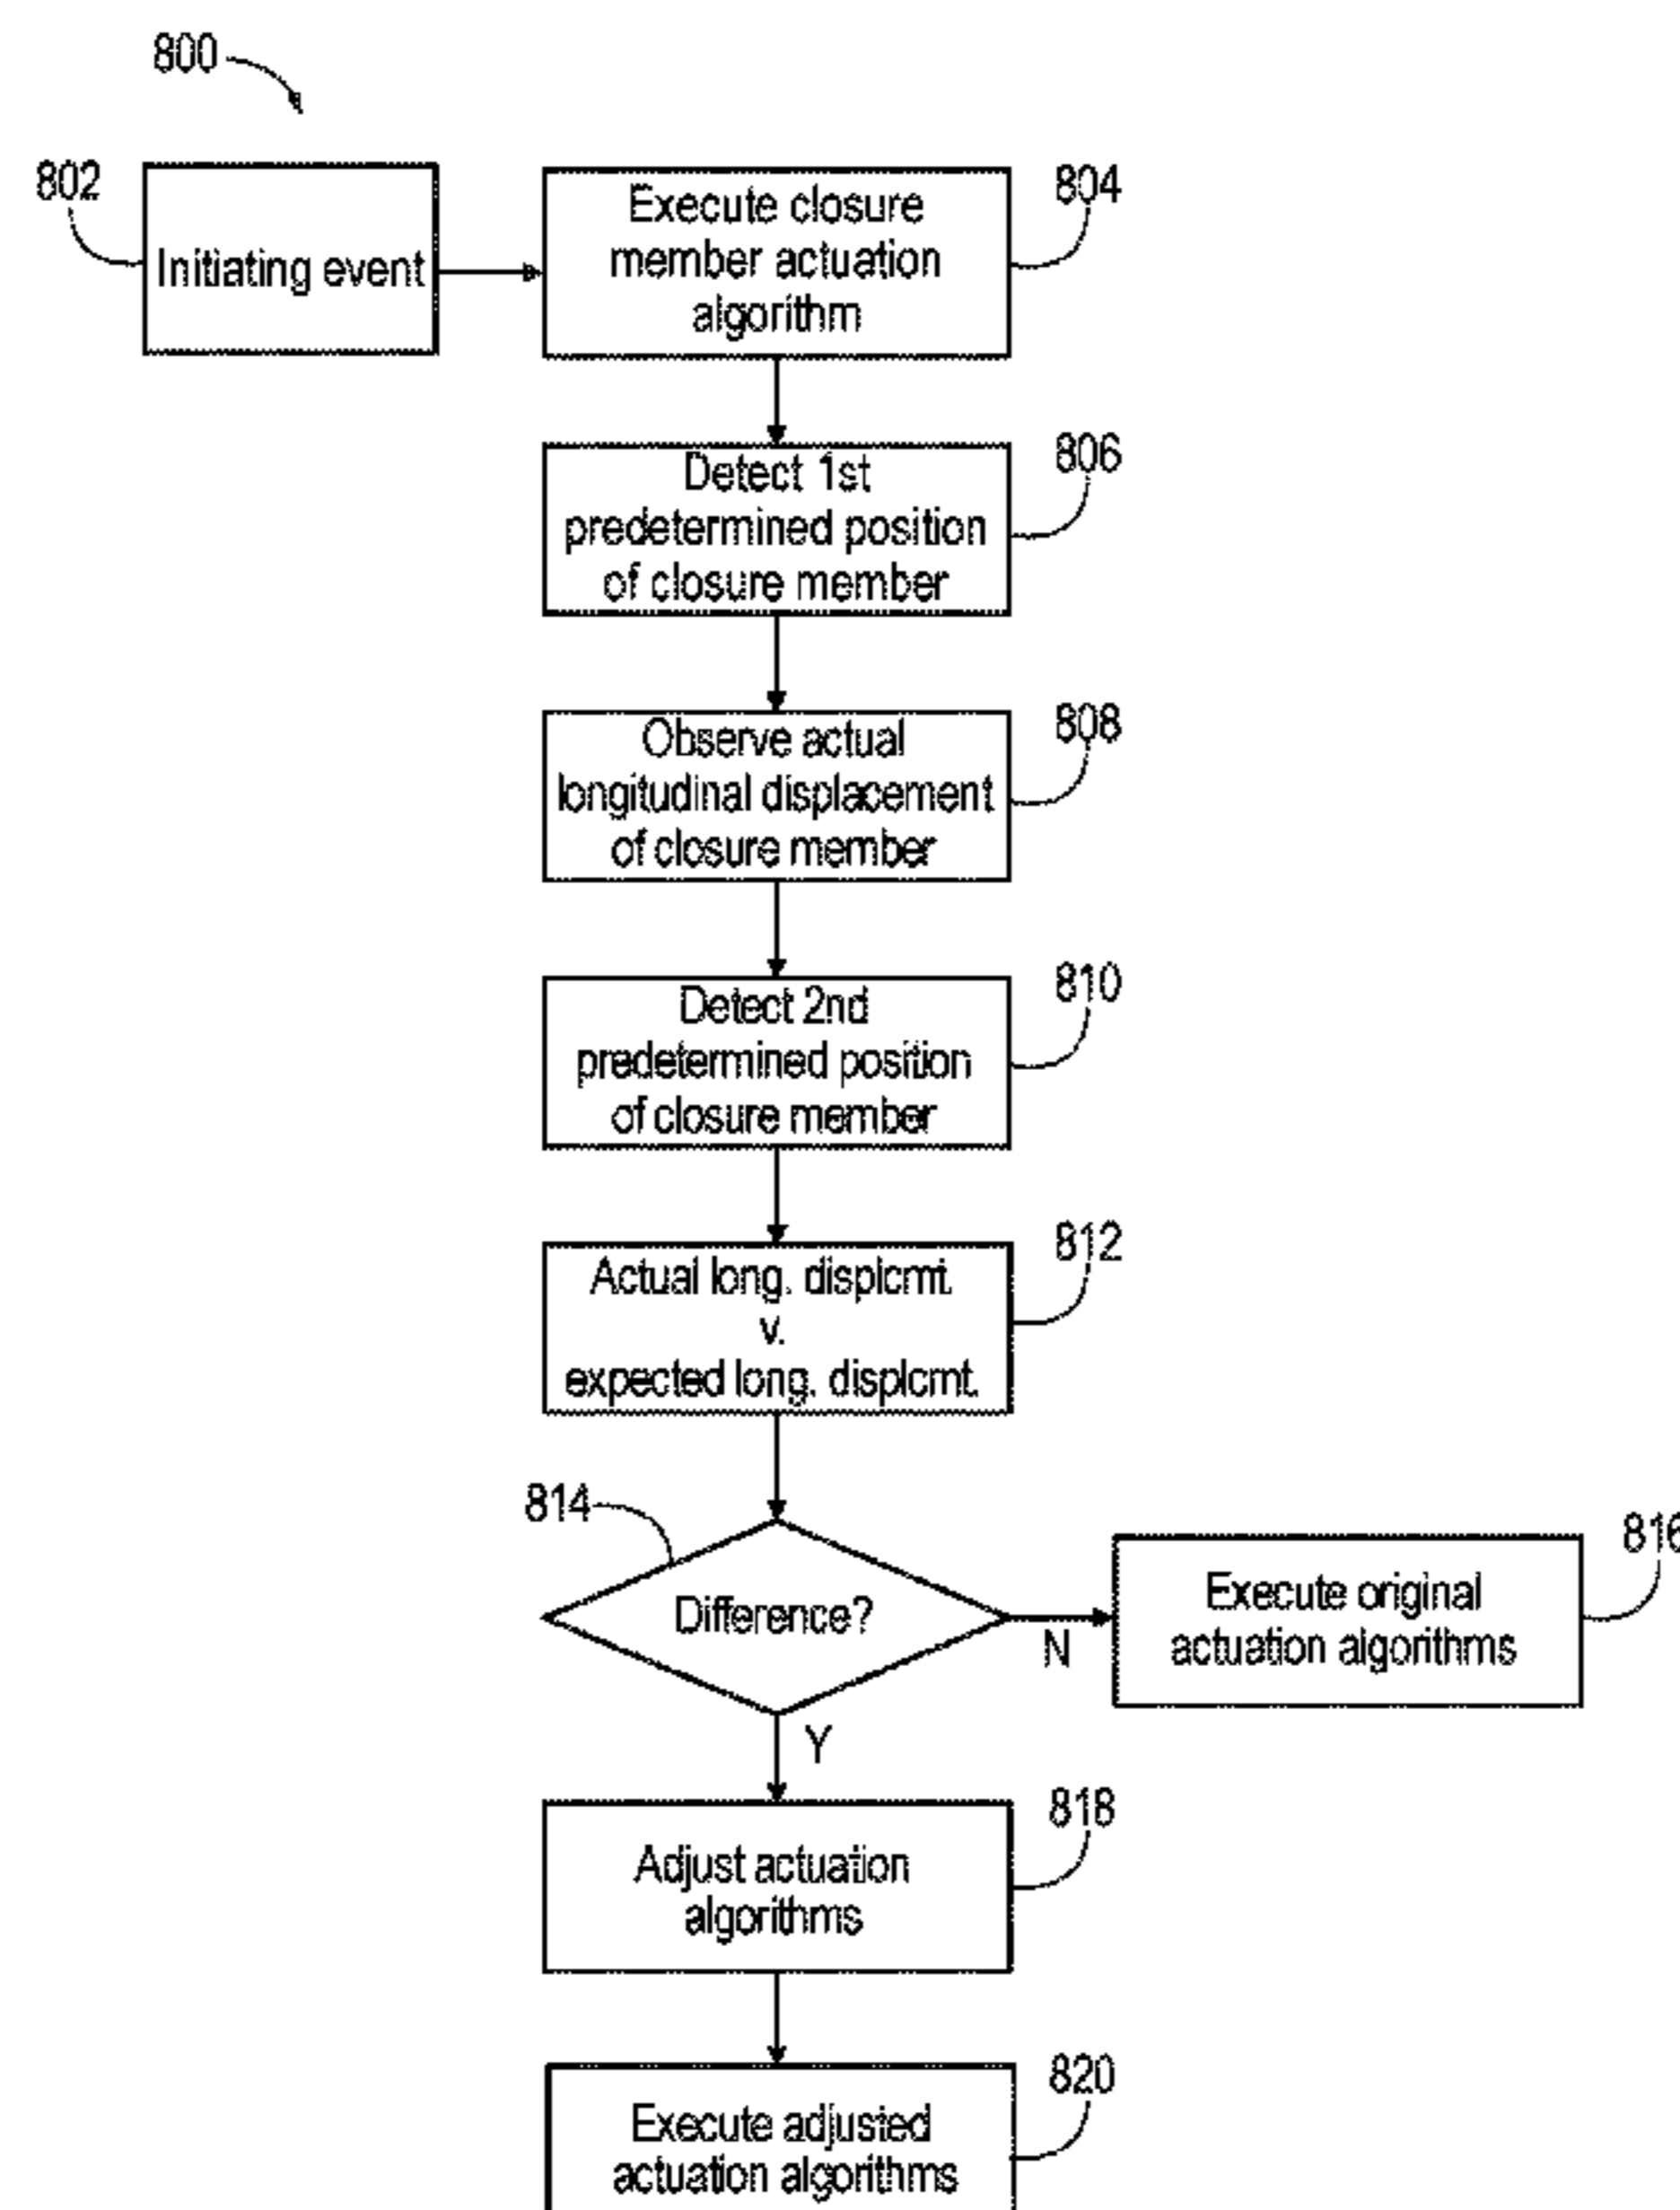 800
802
Initiating event
Execute closure
member actuation
algorithm
804
Detect 1st
predetermined position
of closure member
806
Observe actual
longitudinal displacement
of closure member
808
Detect 2nd
predetermined position
of closure member
810
Actual long. displcmt.
v.
expected long. displcmt.
812
814
Difference?
N
Execute original
actuation algorithms
816
Y
Adjust actuation
algorithms
818
Execute adjusted
actuation algorithms
820